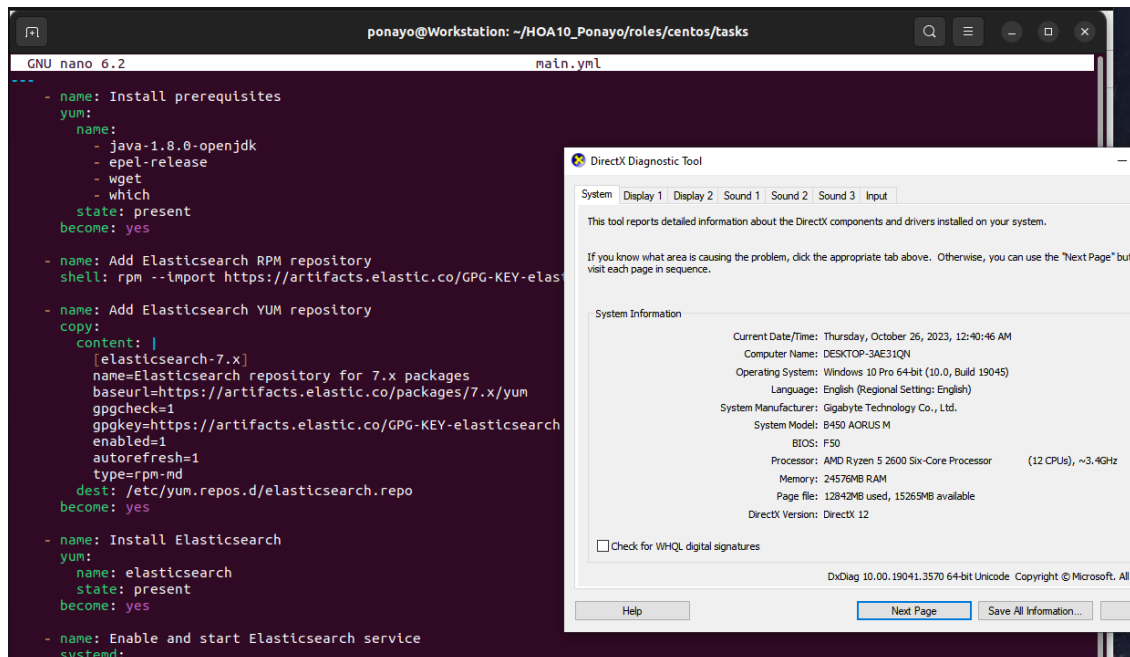 ponayo@Workstation: ~/HOA10_Ponayo/roles/centos/tasks
GNU nano 6.2 main.yml
---
- name: Install prerequisites
yum:
name:
- java-1.8.0-openjdk
- epel-release
- wget
- which
state: present
become: yes
- name: Add Elasticsearch RPM repository
shell: rpm --import https://artifacts.elastic.co/GPG-KEY-elast
- name: Add Elasticsearch YUM repository
copy:
content: |
[elasticsearch-7.x]
name=Elasticsearch repository for 7.x packages
baseurl=https://artifacts.elastic.co/packages/7.x/yum
gpgcheck=1
gpgkey=https://artifacts.elastic.co/GPG-KEY-elasticsearch
enabled=1
autorefresh=1
type=rpm-md
dest: /etc/yum.repos.d/elasticsearch.repo
become: yes
- name: Install Elasticsearch
yum:
name: elasticsearch
state: present
become: yes
- name: Enable and start Elasticsearch service
systemd:
DirectX Diagnostic Tool
System Display 1 Display 2 Sound 1 Sound 2 Sound 3 Input
This tool reports detailed information about the DirectX components and drivers installed on your system.
If you know what area is causing the problem, click the appropriate tab above. Otherwise, you can use the "Next Page" but
visit each page in sequence.
System Information
Current Date/Time: Thursday, October 26, 2023, 12:40:46 AM
Computer Name: DESKTOP-3AE31QN
Operating System: Windows 10 Pro 64-bit (10.0, Build 19045)
Language: English (Regional Setting: English)
System Manufacturer: Gigabyte Technology Co., Ltd.
System Model: B450 AORUS M
BIOS: F50
Processor: AMD Ryzen 5 2600 Six-Core Processor (12 CPUs), ~3.4GHz
Memory: 24576MB RAM
Page file: 12842MB used, 15265MB available
DirectX Version: DirectX 12
Check for WHQL digital signatures
DxDiag 10.00.19041.3570 64-bit Unicode Copyright © Microsoft. All
Help Next Page Save All Information...